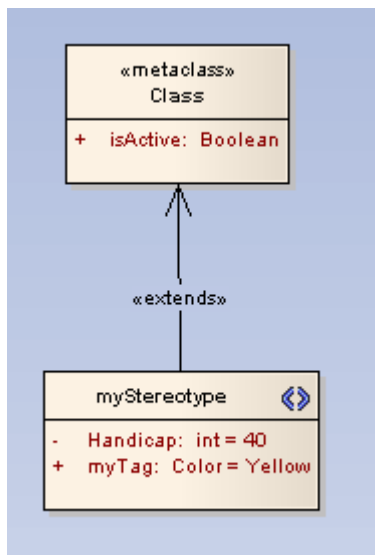 «metaclass»
Class
+ isActive: Boolean
«extends»
myStereotype
- Handicap: int = 40
+ myTag: Color = Yellow